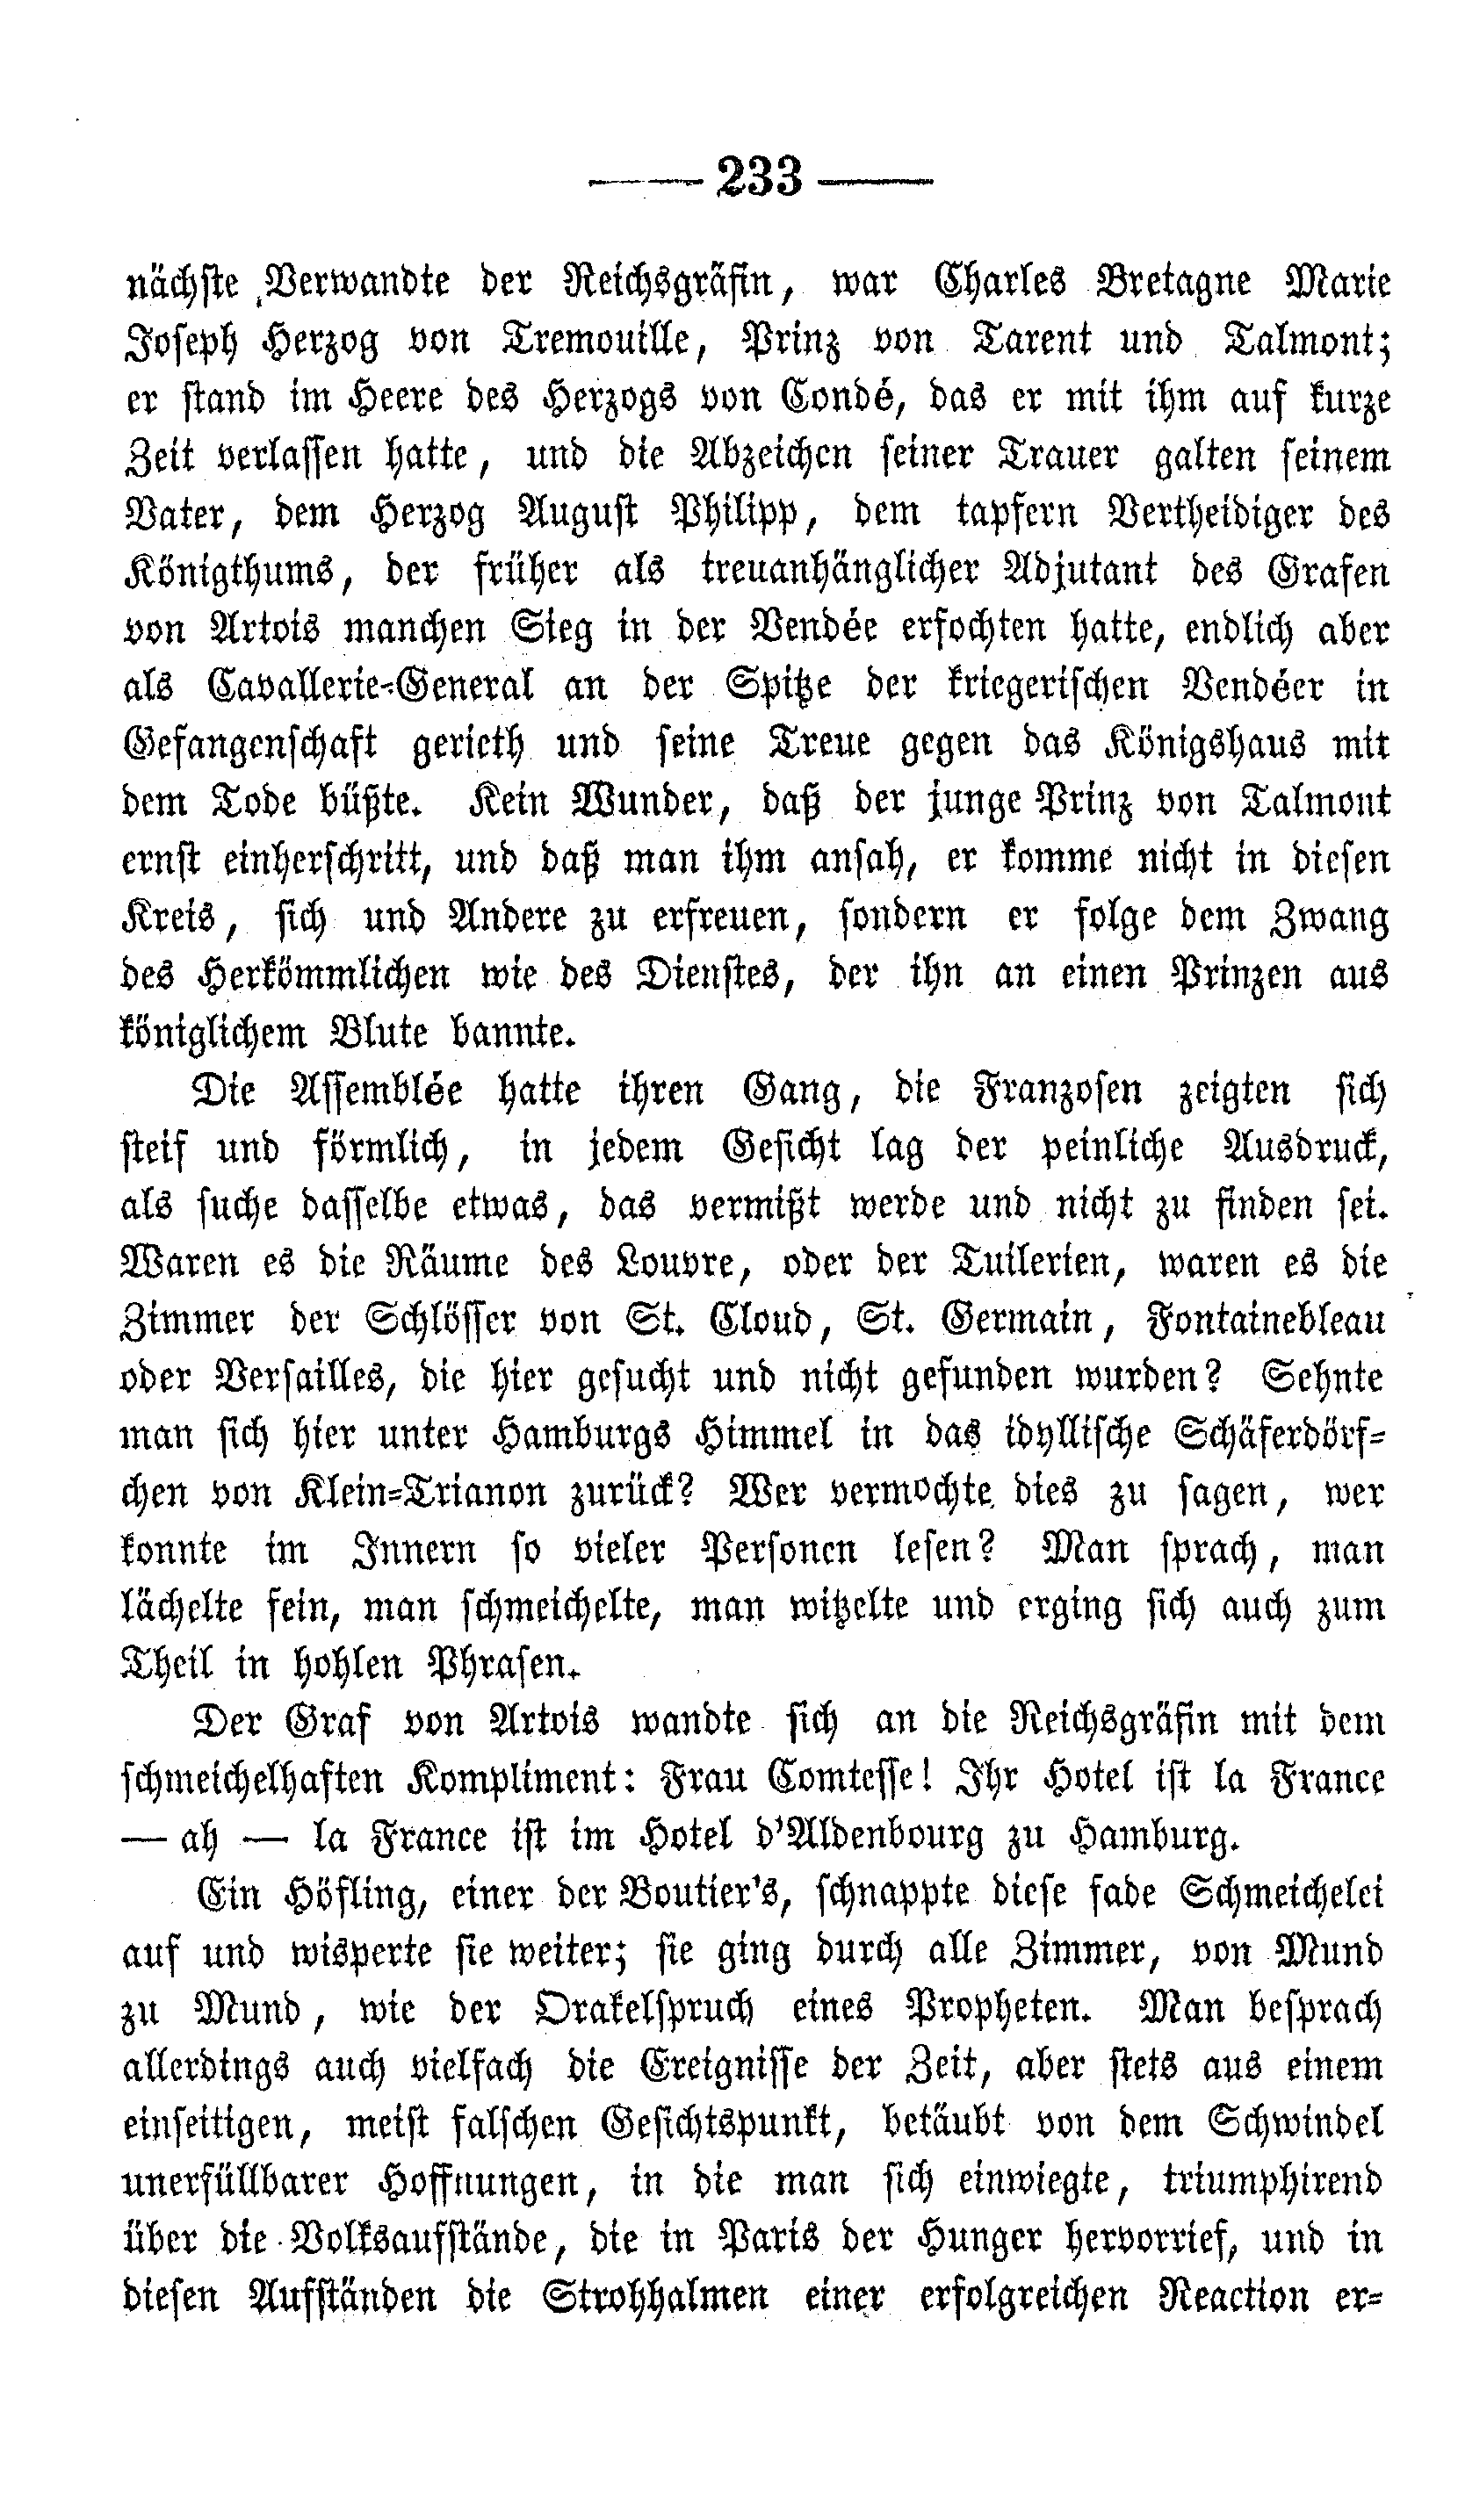 — 233 —
nächste Verwandte der Reichsgräfin, war Charles Bretagne Marie
Joseph Herzog von Tremouille, Prinz von Tarent und Talmont;
er stand im Heere des Herzogs von Condé, das er mit ihm auf kurze
Zeit verlassen hatte, und die Abzeichen seiner Trauer galten seinem
Vater, dem Herzog August Philipp, dem tapfern Vertheidiger des
Königthums, der früher als treuanhänglicher Adjutant des Grafen
von Artois manchen Sieg in der Vendée erfochten hatte, endlich aber
als Cavallerie-General an der Spitze der kriegerischen Vendéer in
Gefangenschaft gerieth und seine Treue gegen das Königshaus mit
dem Tode büßte. Kein Wunder, daß der junge Prinz von Talmont
ernst einherschritt, und daß man ihm ansah, er komme nicht in diesen
Kreis, sich und Andere zu erfreuen, sondern er folge dem Zwang
des Herkömmlichen wie des Dienstes, der ihn an einen Prinzen aus
königlichem Blute bannte.
Die Assemblée hatte ihren Gang, die Franzosen zeigten sich
steif und förmlich, in jedem Gesicht lag der peinliche Ausdruck,
als suche dasselbe etwas, das vermißt werde und nicht zu finden sei.
Waren es die Räume des Louvre, oder der Tuilerien, waren es die
Zimmer der Schlösser von St. Cloud, St. Germain, Fontainebleau
oder Versailles, die hier gesucht und nicht gefunden wurden? Sehnte
man sich hier unter Hamburgs Himmel in das idyllische Schäferdörf-
chen von Klein-Trianon zurück? Wer vermochte dies zu sagen, wer
konnte im Innern so vieler Personen lesen? Man sprach, man
lächelte fein, man schmeichelte, man witzelte und erging sich auch zum
Theil in hohlen Phrasen.
Der Graf von Artois wandte sich an die Reichsgräfin mit dem
schmeichelhaften Kompliment: Frau Comtesse! Ihr Hotel ist la France
— ah — la France ist im Hotel d'Aldenbourg zu Hamburg.
Ein Höfling, einer der Boutier's, schnappte diese fade Schmeichelei
auf und wisperte sie weiter; sie ging durch alle Zimmer, von Mund
zu Mund, wie der Orakelspruch eines Propheten. Man besprach
allerdings auch vielfach die Ereignisse der Zeit, aber stets aus einem
einseitigen, meist falschen Gesichtspunkt, betäubt von dem Schwindel
unerfüllbarer Hoffnungen, in die man sich einwiegte, triumphirend
über die Volksaufstände, die in Paris der Hunger hervorrief, und in
diesen Aufständen die Strohhalmen einer erfolgreichen Reaction er-